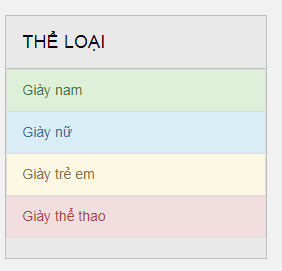 THỂ LOẠI
Giày nam
Giày nữ
Giày trẻ em
Giày thể thao